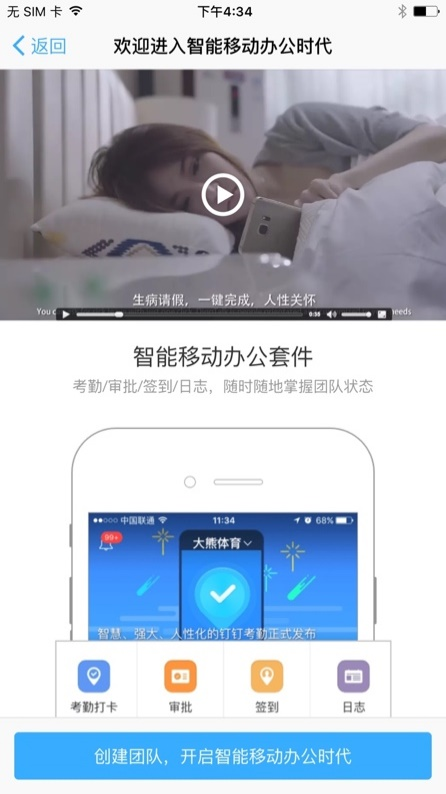 无 SIM 卡 下午4:34
返回 欢迎进入智能移动办公时代
生病请假，一键完成，人性关怀
You c
needs
0:38
智能移动办公套件
考勤/审批/签到/日志，随时随地掌握团队状态
中国联通 11:34 68%
99+
大熊体育
智慧、强大、人性化的钉钉考勤正式发布
考勤打卡 审批 签到 日志
创建团队，开启智能移动办公时代